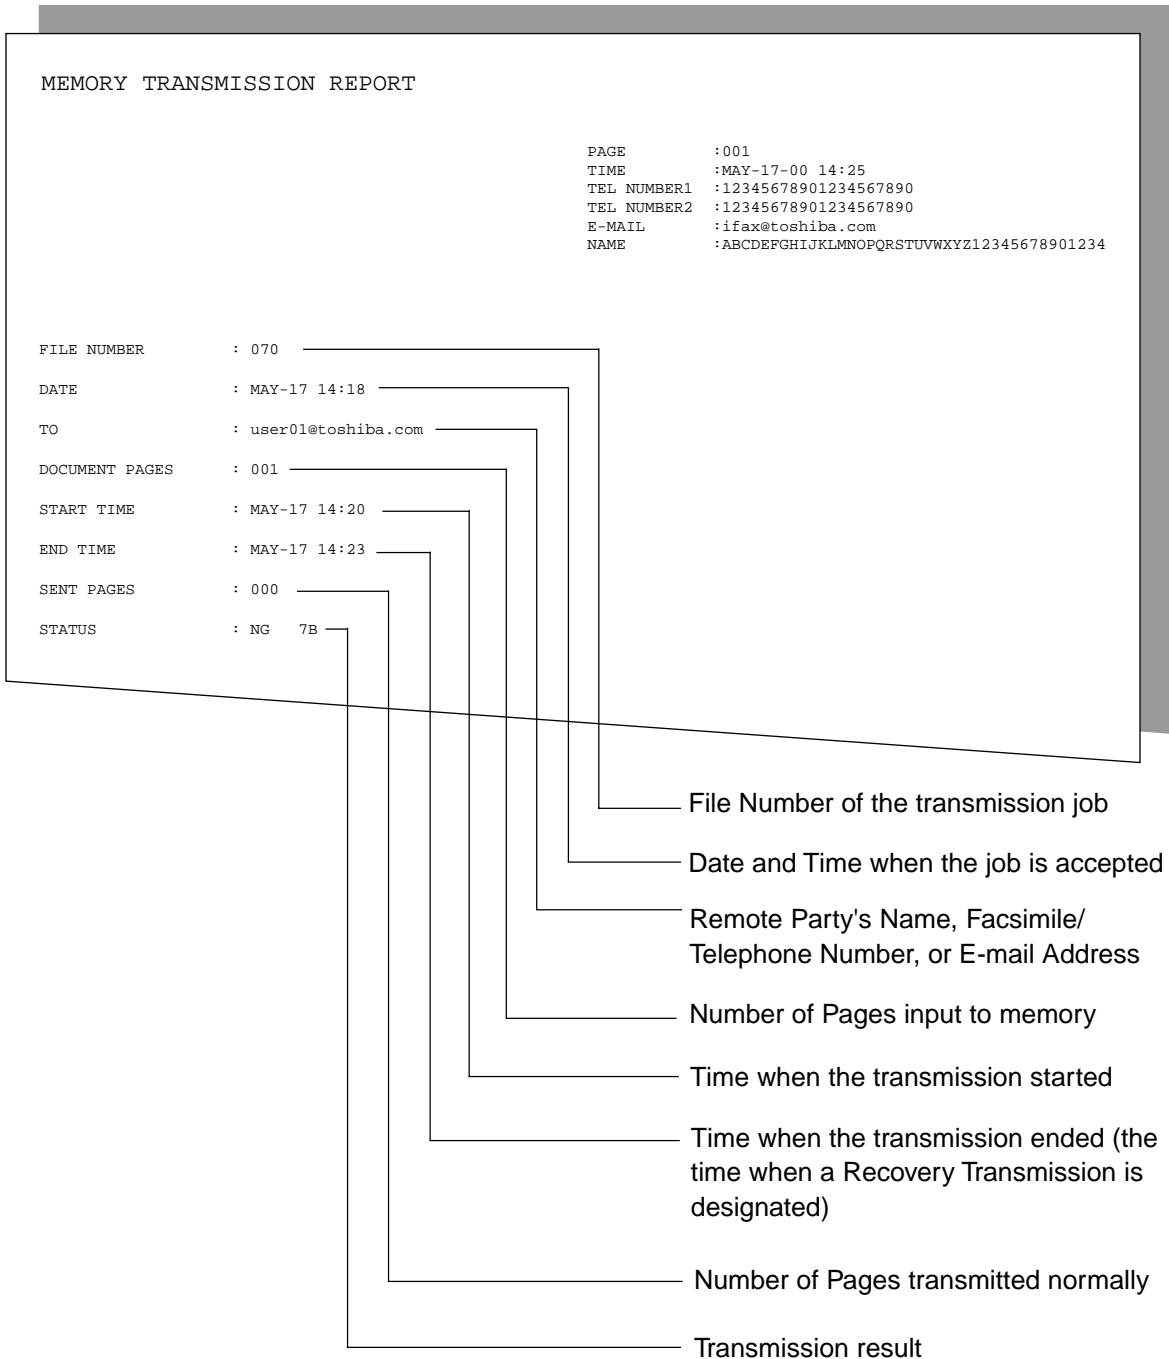 MEMORY TRANSMISSION REPORT
PAGE :001
TIME :MAY-17-00 14:25
TEL NUMBER1 :12345678901234567890
TEL NUMBER2 :12345678901234567890
E-MAIL :ifax@toshiba.com
NAME :ABCDEFGHIJKLMNOPQRSTUVWXYZ12345678901234
FILE NUMBER : 070
DATE : MAY-17 14:18
TO : user01@toshiba.com
DOCUMENT PAGES : 001
START TIME : MAY-17 14:20
END TIME : MAY-17 14:23
SENT PAGES : 000
STATUS : NG 7B
File Number of the transmission job
Date and Time when the job is accepted
Remote Party's Name, Facsimile/
Telephone Number, or E-mail Address
Number of Pages input to memory
Time when the transmission started
Time when the transmission ended (the
time when a Recovery Transmission is
designated)
Number of Pages transmitted normally
Transmission result